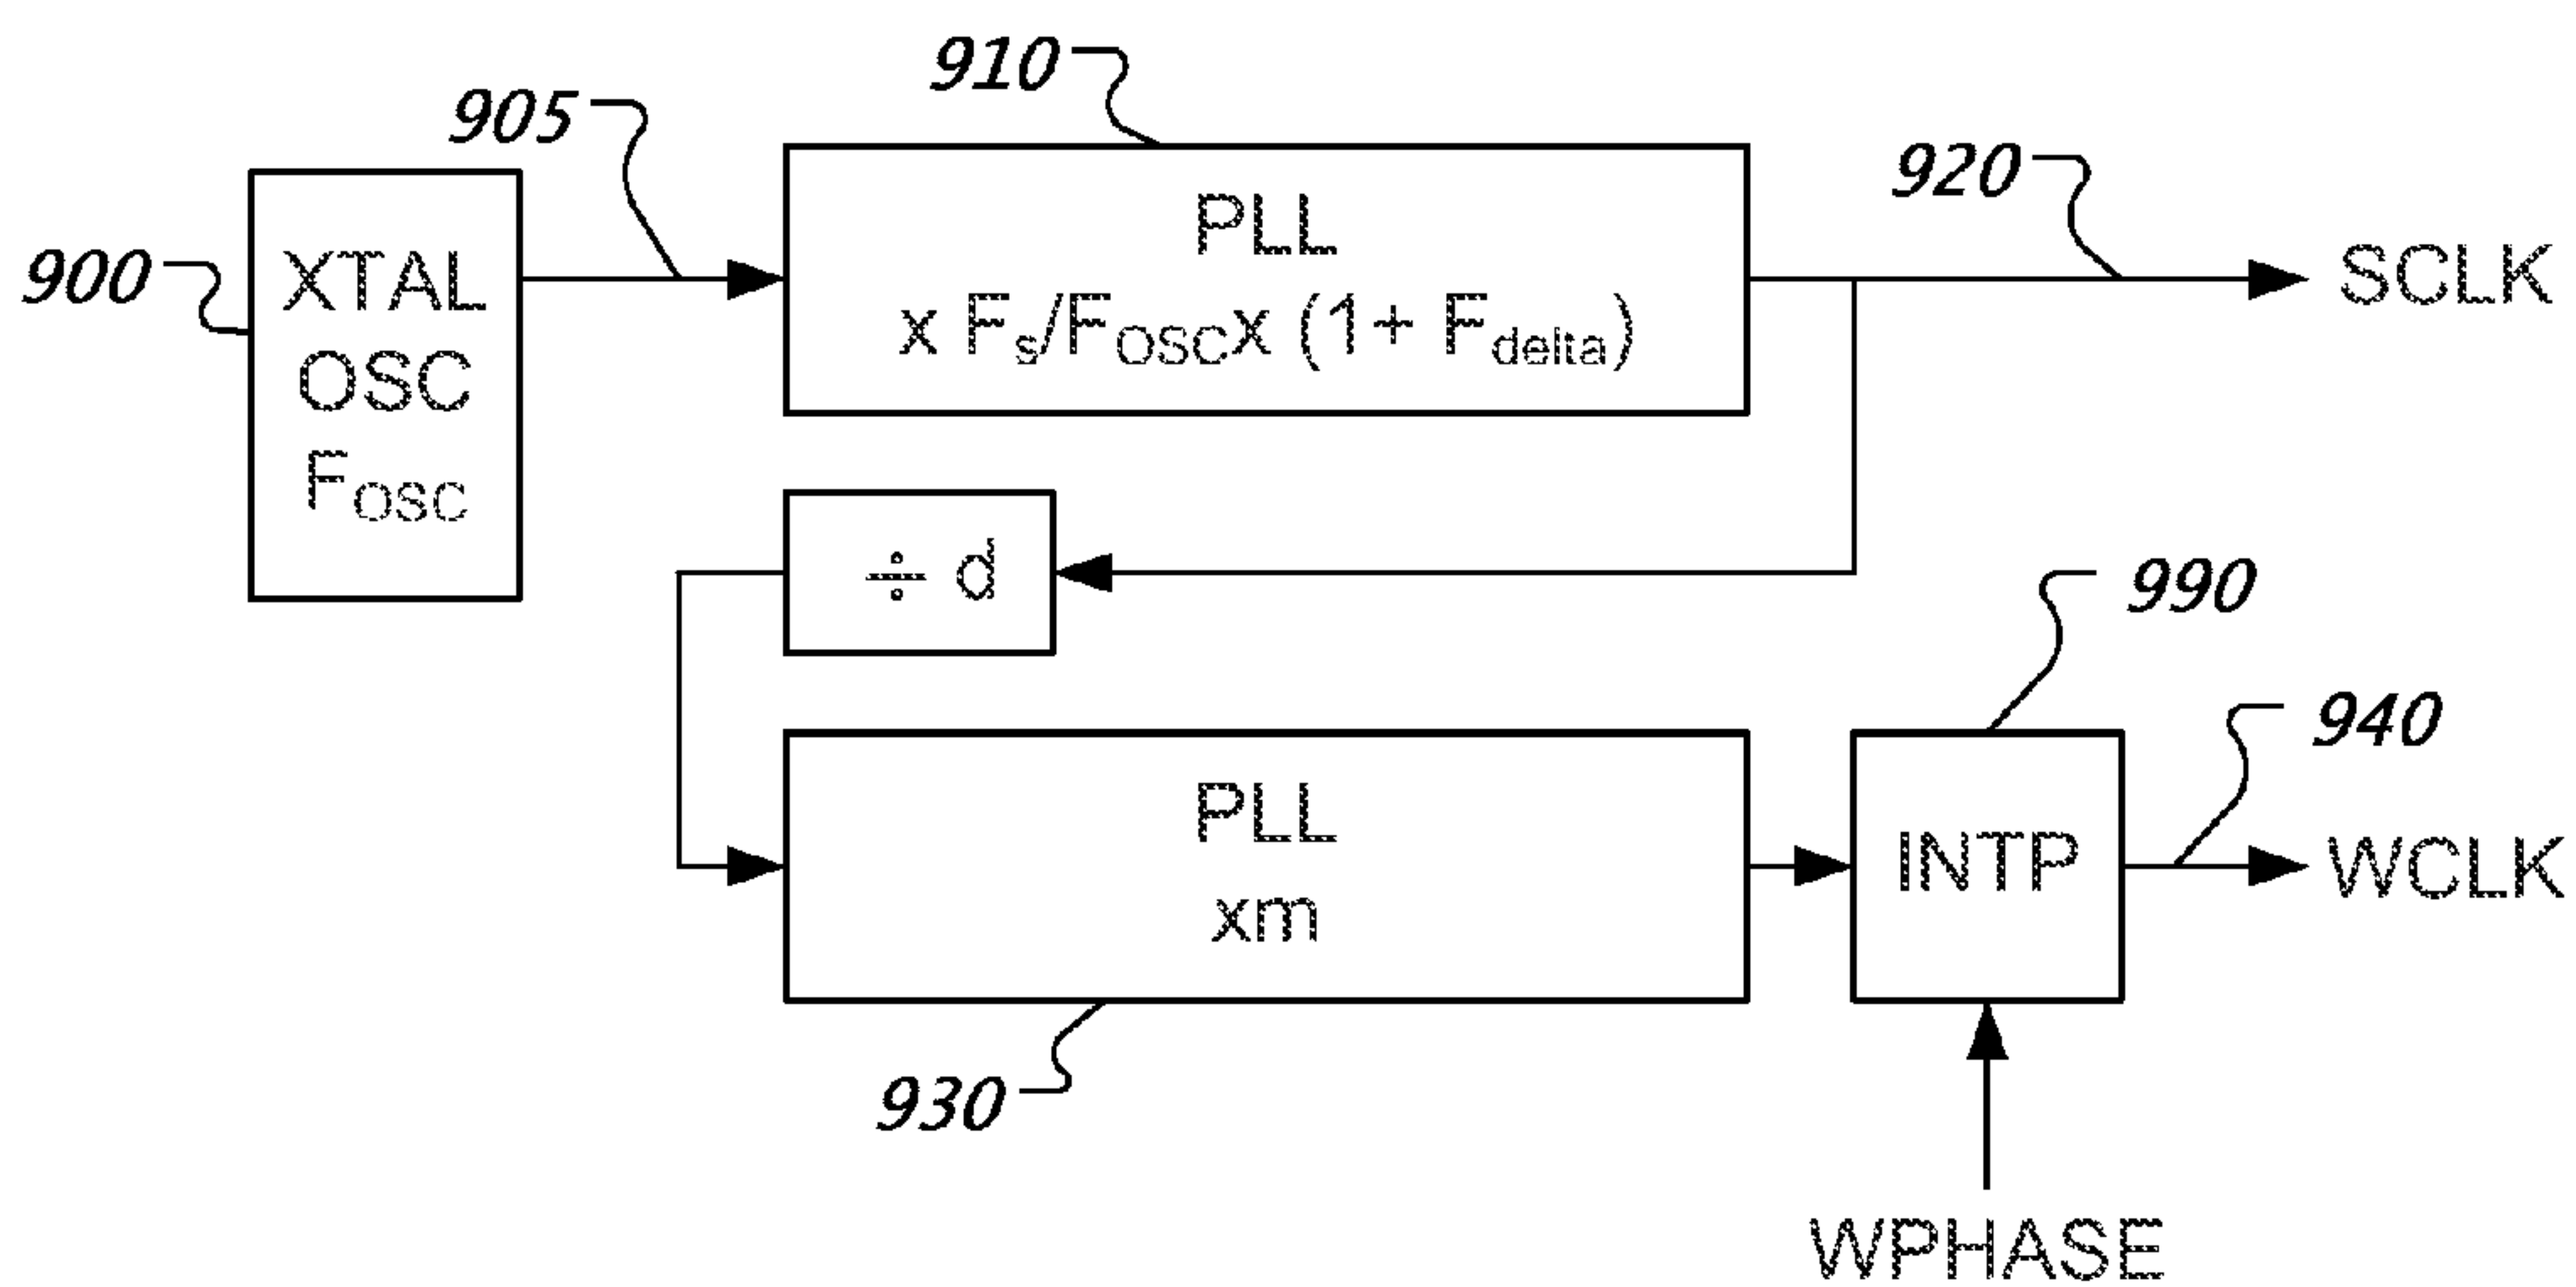 910
905
920
900
XTAL
OSC
FOSC
PLL
x Fs/FOSC x (1+ Fdelta)
SCLK
÷ d
990
940
PLL
xm
INTP
WCLK
930
WPHASE